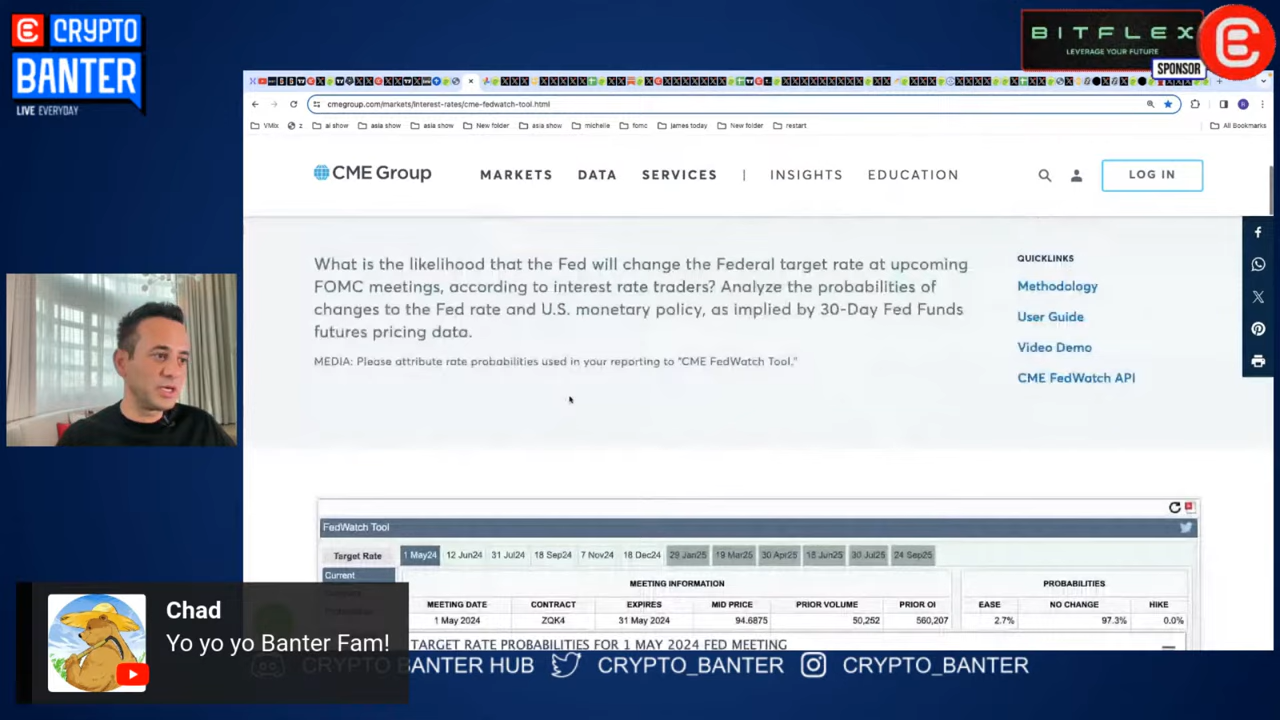 CRYPTO
BANTER
LIVE EVERYDAY
BITFLEX
LEVERAGE YOUR FUTURE
SPONSOR
cmegroup.com/markets/interest-rates/cme-fedwatch-tool.html
VMix
z
ai show
asia show
asia show
New folder
asia show
michelle
fomc
james today
New folder
restart
All Bookmarks
CME Group
MARKETS DATA SERVICES | INSIGHTS EDUCATION
LOG IN
What is the likelihood that the Fed will change the Federal target rate at upcoming
FOMC meetings, according to interest rate traders? Analyze the probabilities of
changes to the Fed rate and U.S. monetary policy, as implied by 30-Day Fed Funds
futures pricing data.
MEDIA: Please attribute rate probabilities used in your reporting to "CME FedWatch Tool."
QUICKLINKS
Methodology
User Guide
Video Demo
CME FedWatch API
FedWatch Tool
Target Rate
1 May24 12 Jun24 31 Jul24 18 Sep24 7 Nov24 18 Dec24 29 Jan25 19 Mar25 30 Apr25 18 Jun25 30 Jul25 24 Sep25
Current
MEETING INFORMATION
PROBABILITIES
MEETING DATE CONTRACT EXPIRES MID PRICE PRIOR VOLUME PRIOR OI
EASE NO CHANGE HIKE
1 May 2024 ZQK4 31 May 2024 94.6875 50,252 560,207
2.7% 97.3% 0.0%
TARGET RATE PROBABILITIES FOR 1 MAY 2024 FED MEETING
Chad
Yo yo yo Banter Fam!
CRYPTO BANTER HUB
CRYPTO_BANTER
CRYPTO_BANTER